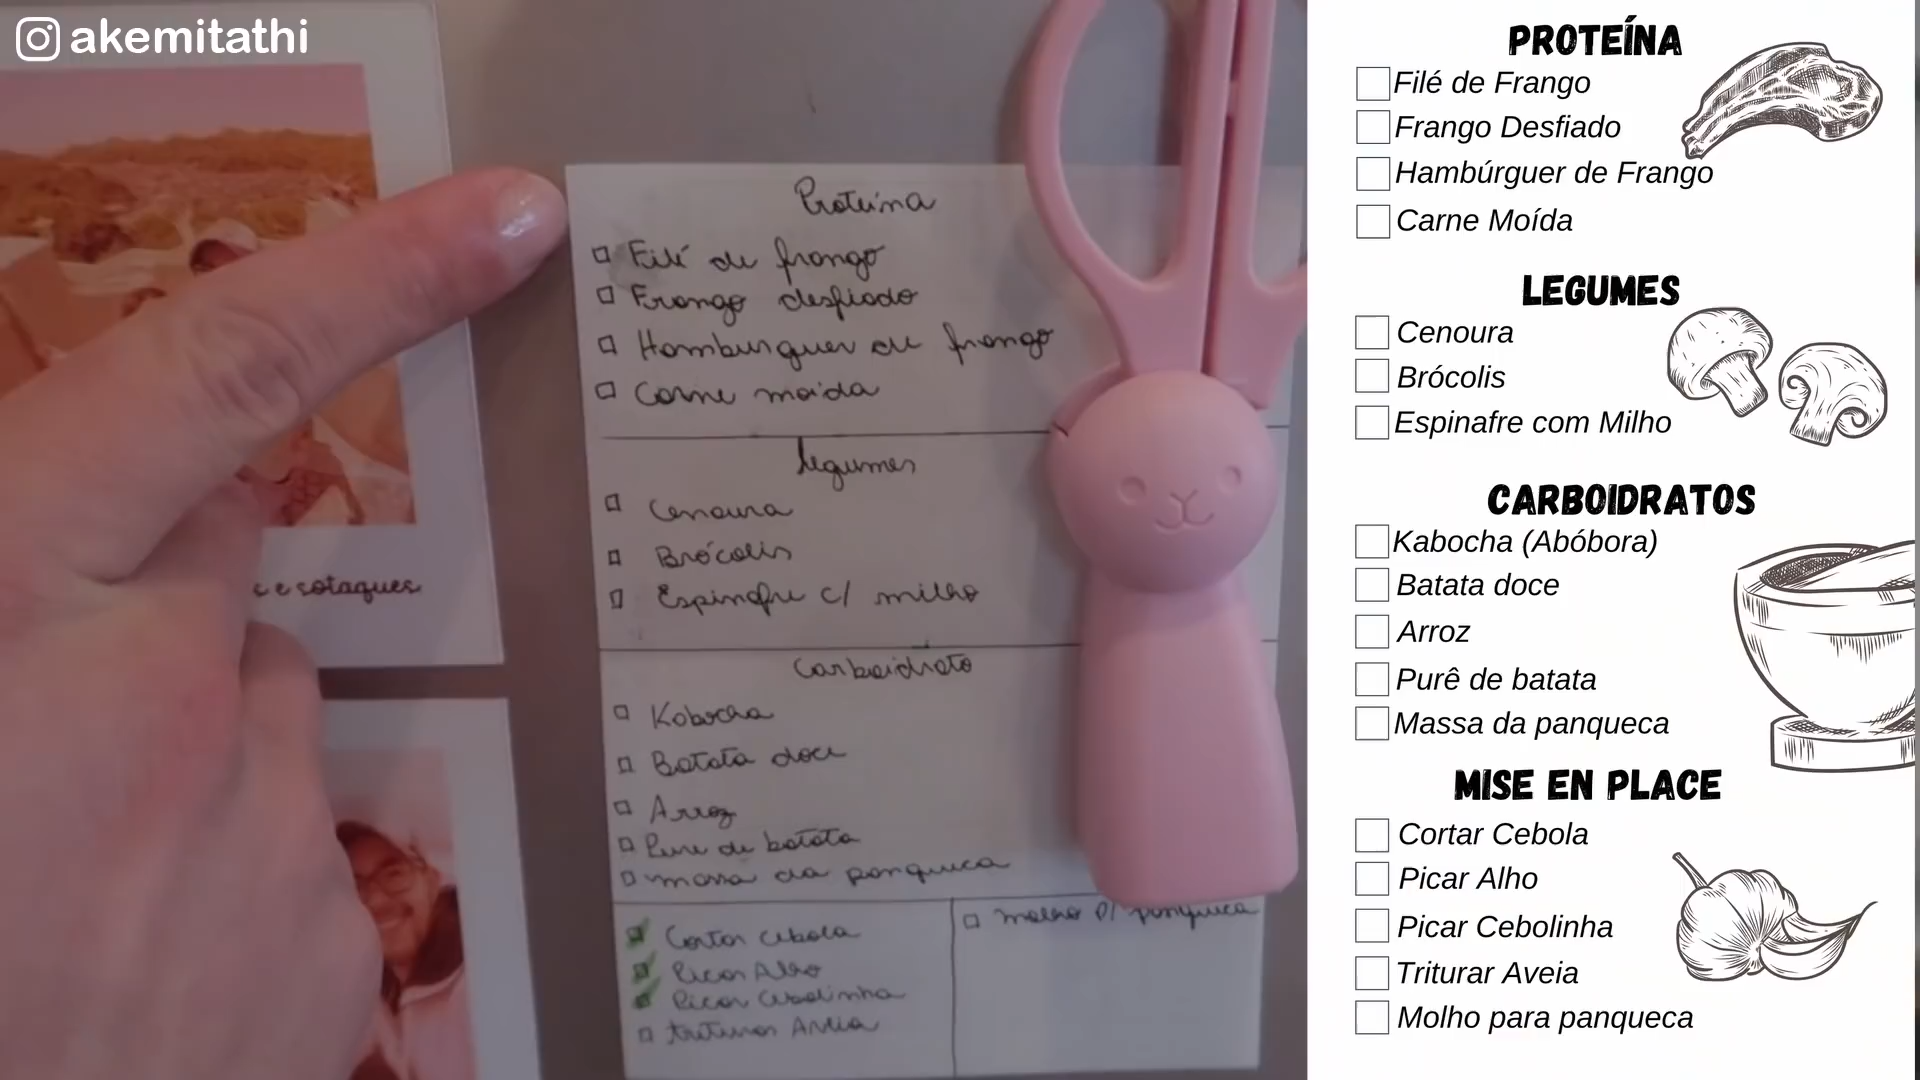 akemitathi
c e sotaques
Proteína
Filé de frango
Frango desfiado
Hamburguer de frango
Carne moída
Legumes
Cenoura
Brócolis
Espinafre c/ milho
Carboidrato
Kabocha
Batata doce
Arroz
Pure de batata
massa da panqueca
Cortar cebola
Picar Alho
Picar Cebolinha
triturar Aveia
molho p/ panqueca
PROTEÍNA
Filé de Frango
Frango Desfiado
Hambúrguer de Frango
Carne Moída
LEGUMES
Cenoura
Brócolis
Espinafre com Milho
CARBOIDRATOS
Kabocha (Abóbora)
Batata doce
Arroz
Purê de batata
Massa da panqueca
MISE EN PLACE
Cortar Cebola
Picar Alho
Picar Cebolinha
Triturar Aveia
Molho para panqueca